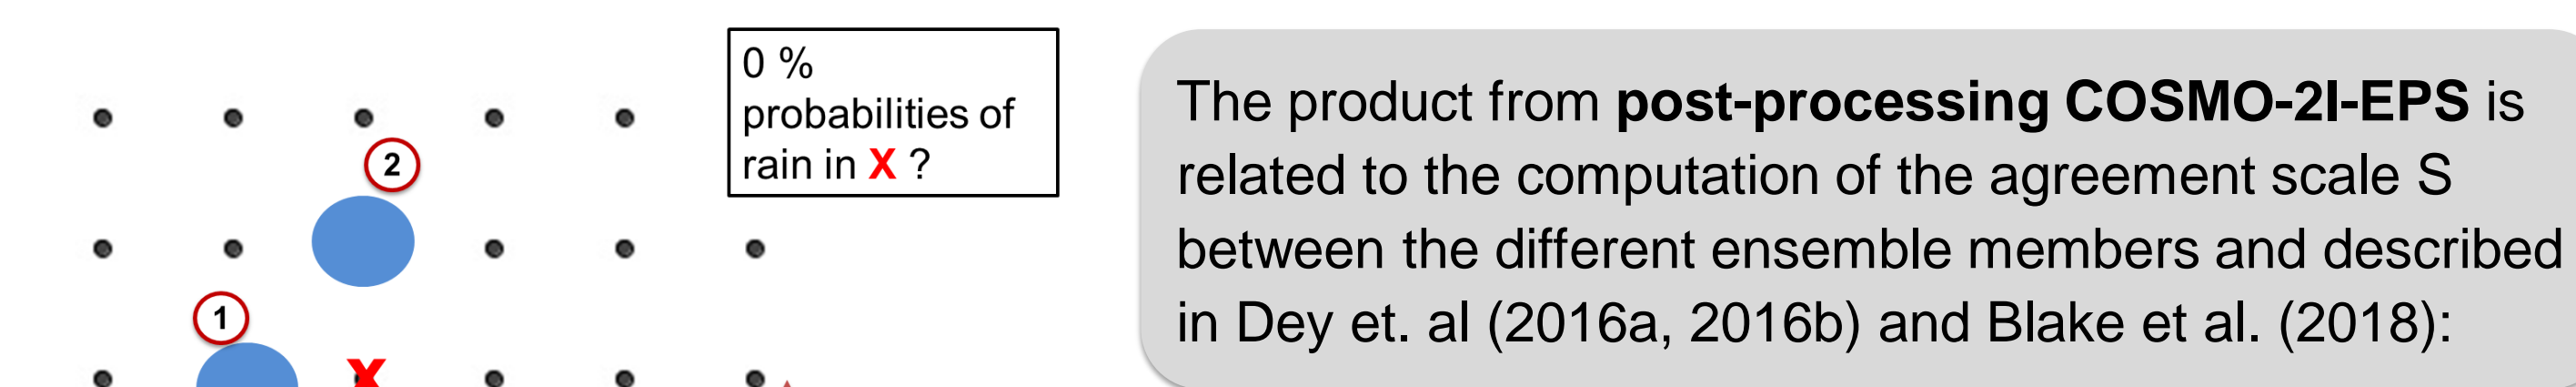 0 %
probabilities of
rain in X ?
2
1
X
The product from post-processing COSMO-2I-EPS is
related to the computation of the agreement scale S
between the different ensemble members and described
in Dey et. al (2016a, 2016b) and Blake et al. (2018):